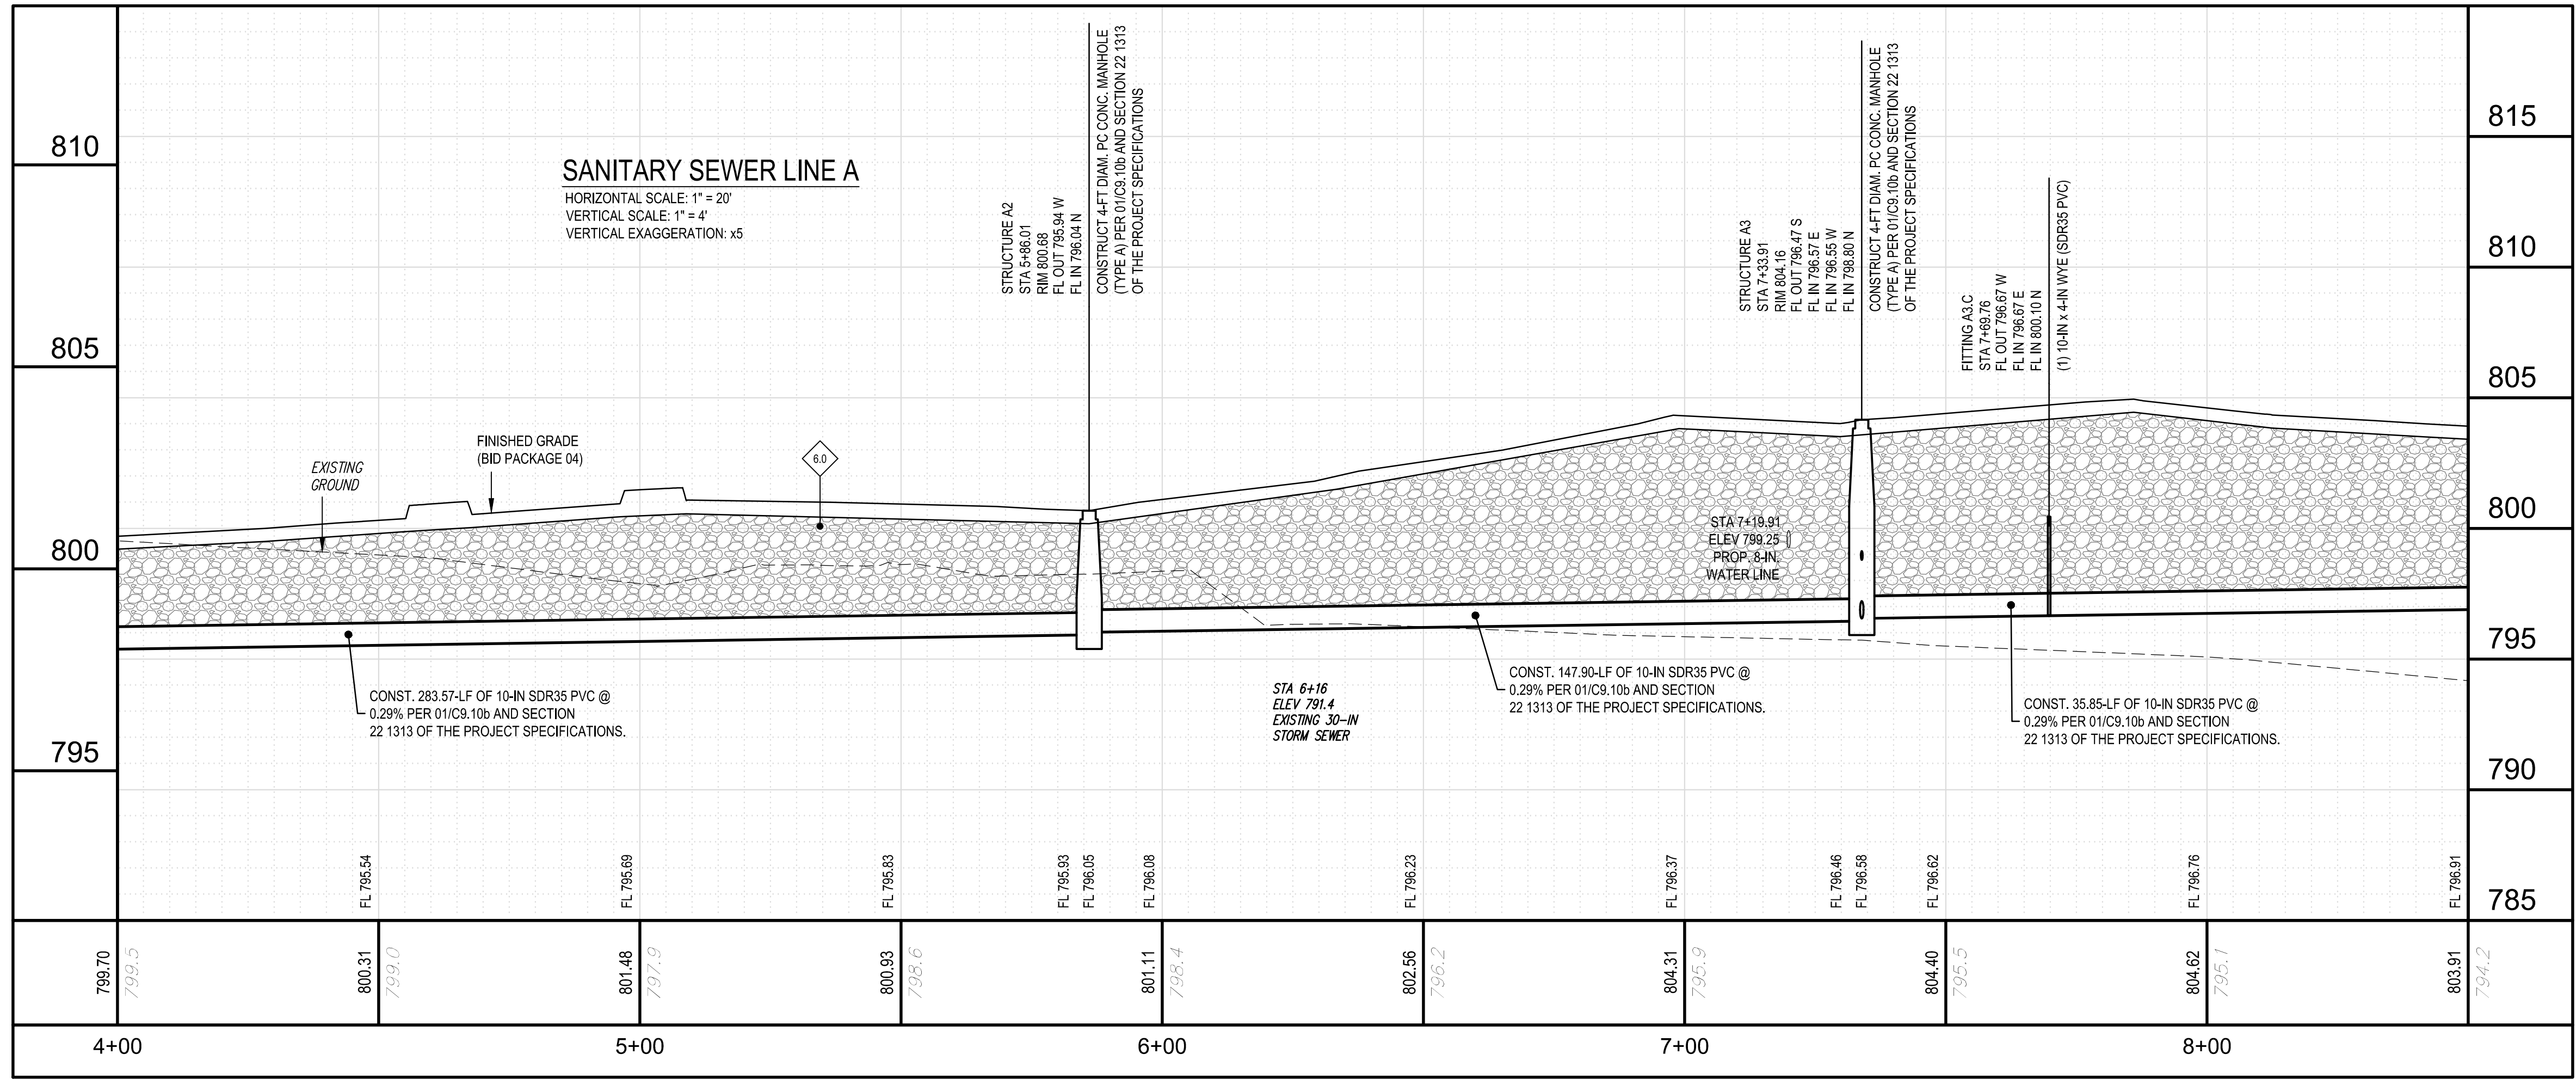 SANITARY SEWER LINE A
HORIZONTAL SCALE: 1" = 20'
VERTICAL SCALE: 1" = 4'
VERTICAL EXAGGERATION: x5
810
805
800
795
815
810
805
800
795
790
785
EXISTING
GROUND
FINISHED GRADE
(BID PACKAGE 04)
6.0
STRUCTURE A2
STA 5+86.01
RIM 800.68
FL OUT 795.94 W
FL IN 796.04 N
CONSTRUCT 4-FT DIAM. PC CONC. MANHOLE
(TYPE A) PER 01/C9.10b AND SECTION 22 1313
OF THE PROJECT SPECIFICATIONS
STRUCTURE A3
STA 7+33.91
RIM 804.16
FL OUT 796.47 S
FL IN 796.57 E
FL IN 796.55 W
FL IN 798.80 N
CONSTRUCT 4-FT DIAM. PC CONC. MANHOLE
(TYPE A) PER 01/C9.10b AND SECTION 22 1313
OF THE PROJECT SPECIFICATIONS
FITTING A3.C
STA 7+69.76
FL OUT 796.67 W
FL IN 796.67 E
FL IN 800.10 N
(1) 10-IN x 4-IN WYE (SDR35 PVC)
STA 7+19.91
ELEV 799.25
PROP. 8-IN.
WATER LINE
CONST. 283.57-LF OF 10-IN SDR35 PVC @
0.29% PER 01/C9.10b AND SECTION
22 1313 OF THE PROJECT SPECIFICATIONS.
STA 6+16
ELEV 791.4
EXISTING 30-IN
STORM SEWER
CONST. 147.90-LF OF 10-IN SDR35 PVC @
0.29% PER 01/C9.10b AND SECTION
22 1313 OF THE PROJECT SPECIFICATIONS.
CONST. 35.85-LF OF 10-IN SDR35 PVC @
0.29% PER 01/C9.10b AND SECTION
22 1313 OF THE PROJECT SPECIFICATIONS.
FL 795.54
FL 795.69
FL 795.83
FL 795.93
FL 796.05
FL 796.08
FL 796.23
FL 796.37
FL 796.46
FL 796.58
FL 796.62
FL 796.76
FL 796.91
799.70
799.5
800.31
799.0
801.48
797.9
800.93
798.6
801.11
798.4
802.56
796.2
804.31
795.9
804.40
795.5
804.62
795.1
803.91
794.2
4+00
5+00
6+00
7+00
8+00